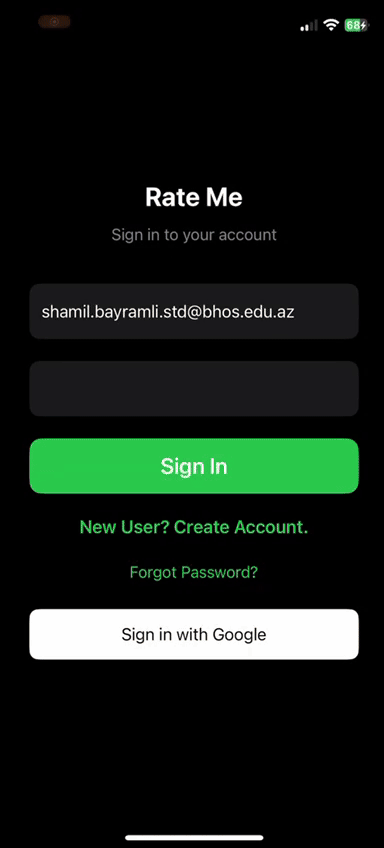 68
Rate Me
Sign in to your account
shamil.bayramli.std@bhos.edu.az
Sign In
New User? Create Account.
Forgot Password?
Sign in with Google